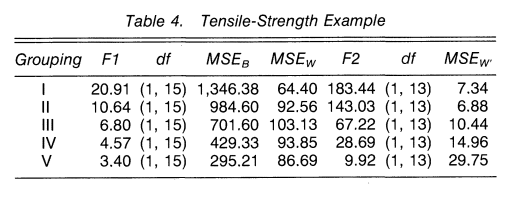 Table 4. Tensile-Strength Example
Grouping F1 df MSE_B MSE_W F2 df MSE_W'
I 20.91 (1, 15) 1,346.38 64.40 183.44 (1, 13) 7.34
II 10.64 (1, 15) 984.60 92.56 143.03 (1, 13) 6.88
III 6.80 (1, 15) 701.60 103.13 67.22 (1, 13) 10.44
IV 4.57 (1, 15) 429.33 93.85 28.69 (1, 13) 14.96
V 3.40 (1, 15) 295.21 86.69 9.92 (1, 13) 29.75